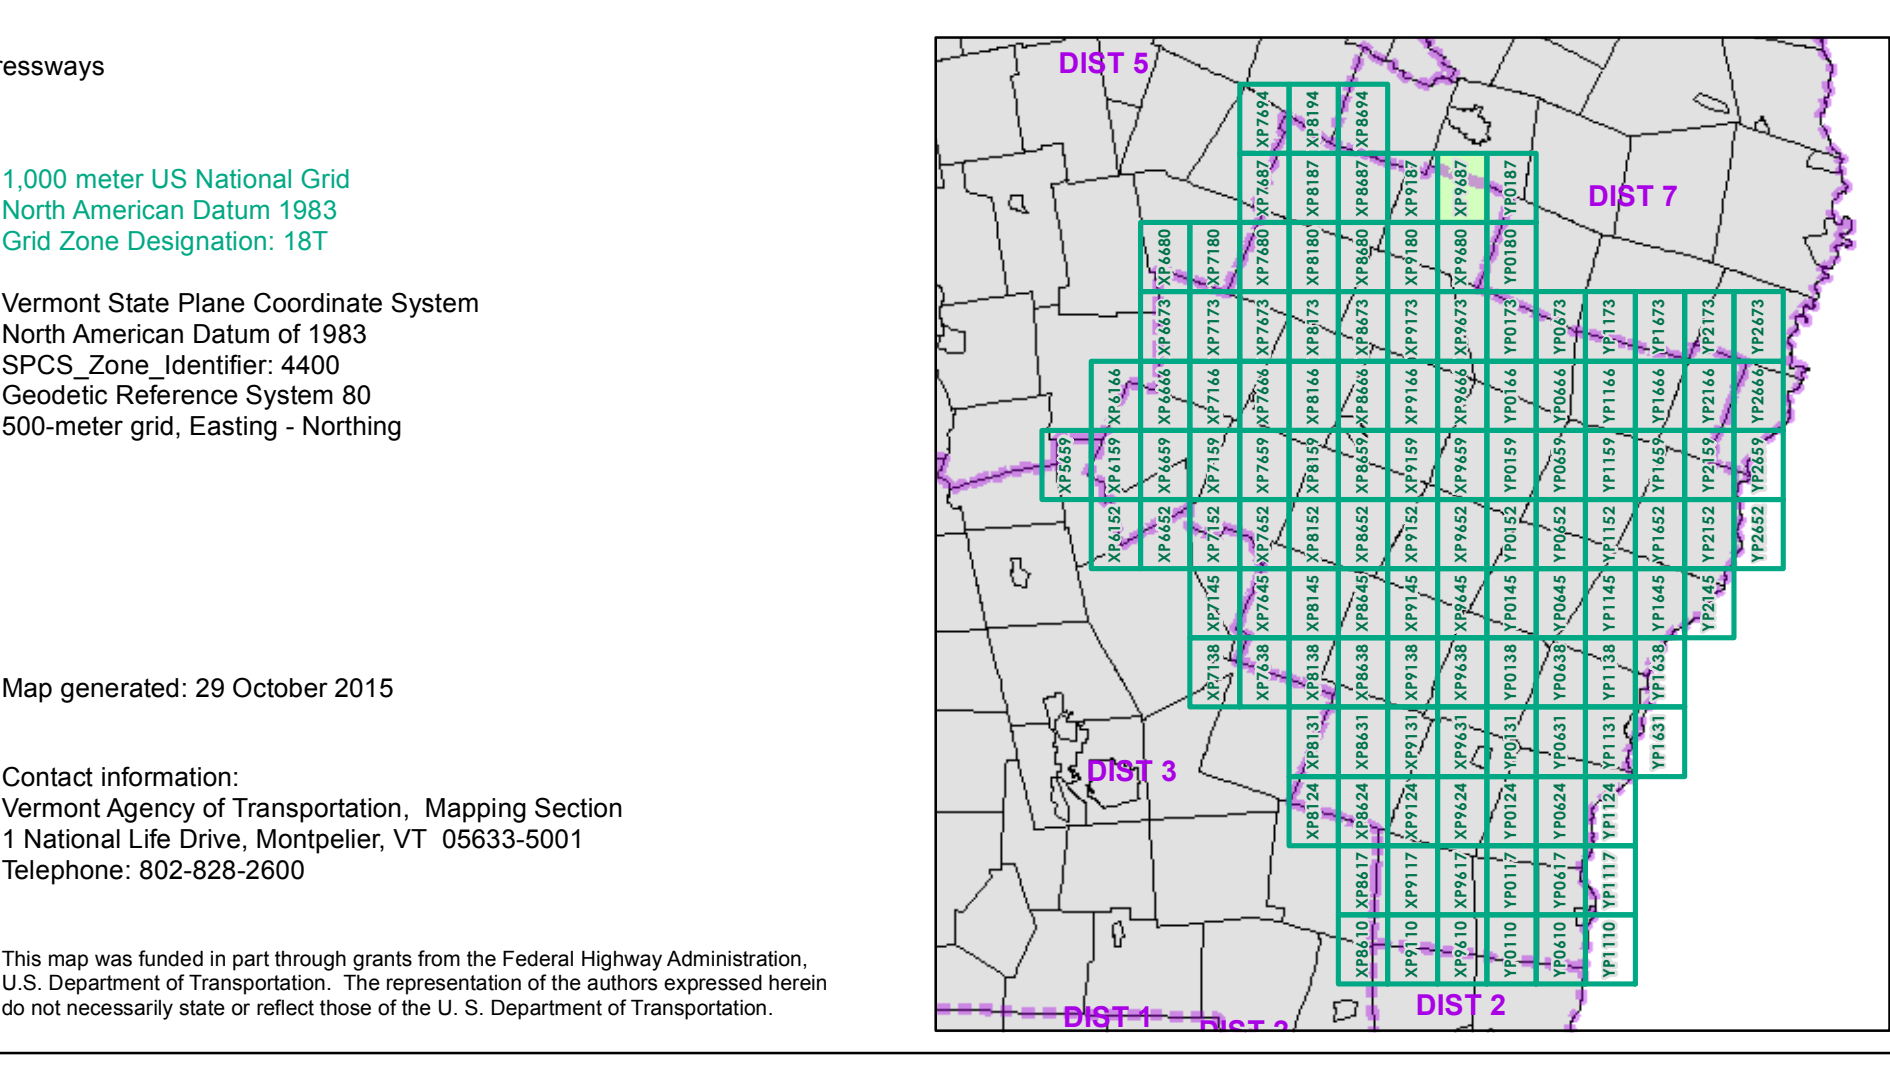 ressways
1,000 meter US National Grid
North American Datum 1983
Grid Zone Designation: 18T
Vermont State Plane Coordinate System
North American Datum of 1983
SPCS_Zone_Identifier: 4400
Geodetic Reference System 80
500-meter grid, Easting - Northing
Map generated: 29 October 2015
Contact information:
Vermont Agency of Transportation, Mapping Section
1 National Life Drive, Montpelier, VT 05633-5001
Telephone: 802-828-2600
This map was funded in part through grants from the Federal Highway Administration,
U.S. Department of Transportation. The representation of the authors expressed herein
do not necessarily state or reflect those of the U. S. Department of Transportation.
DIST 5
XP7694 XP8194 XP8694
XP7687 XP8187 XP8687 XP9187 XP9687 YP0187
DIST 7
XP6680 XP7180 XP7680 XP8180 XP8680 XP9180 XP9680 YP0180
XP6673 XP7173 XP7673 XP8173 XP8673 XP9173 XP9673 YP0173 YP0673 YP1173 YP1673 YP2173 YP2673
XP6166 XP6666 XP7166 XP7666 XP8166 XP8666 XP9166 XP9666 YP0166 YP0666 YP1166 YP1666 YP2166 YP2666
XP5659 XP6159 XP6659 XP7159 XP7659 XP8159 XP8659 XP9159 XP9659 YP0159 YP0659 YP1159 YP1659 YP2159 YP2659
XP6152 XP6652 XP7152 XP7652 XP8152 XP8652 XP9152 XP9652 YP0152 YP0652 YP1152 YP1652 YP2152 YP2652
XP7145 XP7645 XP8145 XP8645 XP9145 XP9645 YP0145 YP0645 YP1145 YP1645 YP2145
XP7138 XP7638 XP8138 XP8638 XP9138 XP9638 YP0138 YP0638 YP1138 YP1638
XP8131 XP8631 XP9131 XP9631 YP0131 YP0631 YP1131 YP1631
DIST 3
XP8124 XP8624 XP9124 XP9624 YP0124 YP0624 YP1124
XP8617 XP9117 XP9617 YP0117 YP0617 YP1117
XP8610 XP9110 XP9610 YP0110 YP0610 YP1110
DIST 2
DIST 1
DIST 2